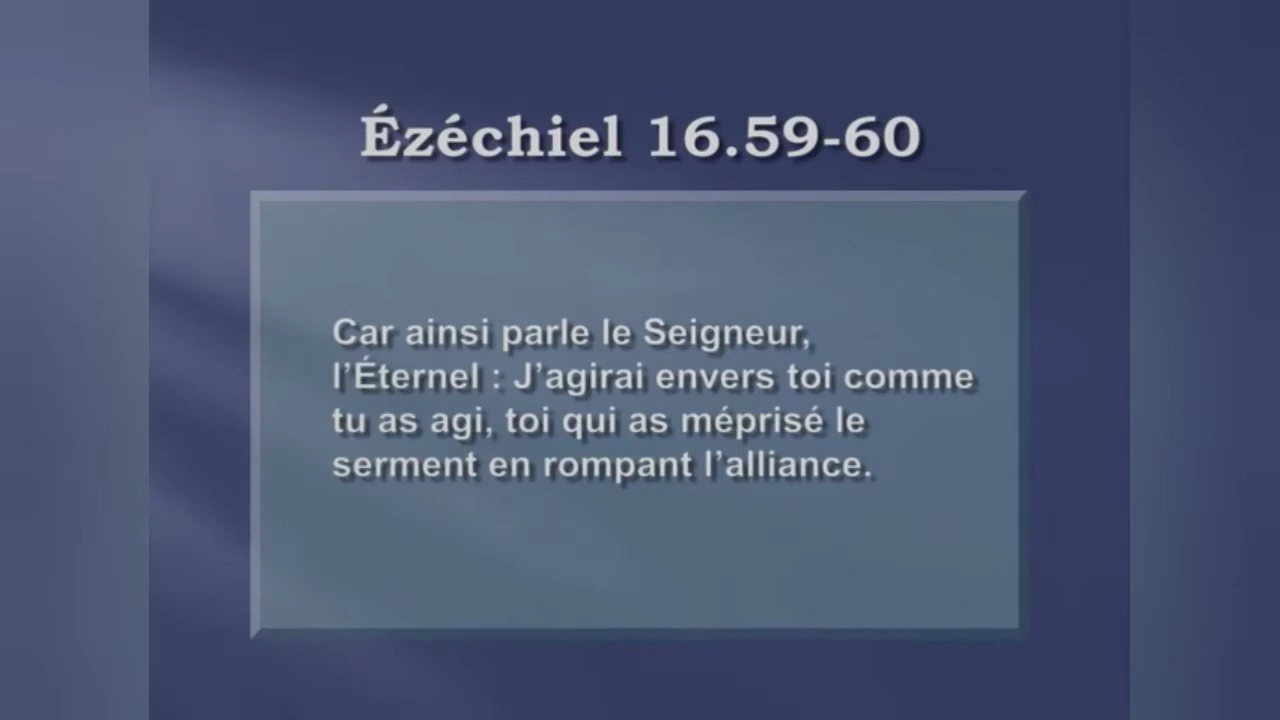 Ézéchiel 16.59-60
Car ainsi parle le Seigneur,
l’Éternel : J’agirai envers toi comme
tu as agi, toi qui as méprisé le
serment en rompant l’alliance.